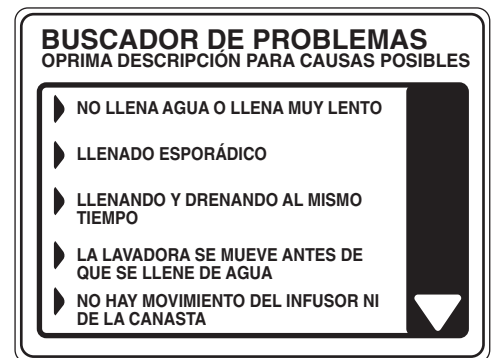 BUSCADOR DE PROBLEMAS
OPRIMA DESCRIPCIÓN PARA CAUSAS POSIBLES
NO LLENA AGUA O LLENA MUY LENTO
LLENADO ESPORÁDICO
LLENANDO Y DRENANDO AL MISMO
TIEMPO
LA LAVADORA SE MUEVE ANTES DE
QUE SE LLENE DE AGUA
NO HAY MOVIMIENTO DEL INFUSOR NI
DE LA CANASTA